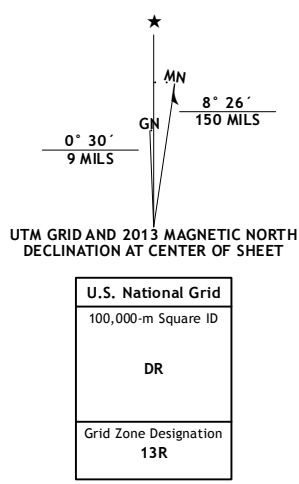 ★
MN
GN
8° 26´
150 MILS
0° 30´
9 MILS
UTM GRID AND 2013 MAGNETIC NORTH
DECLINATION AT CENTER OF SHEET
U.S. National Grid
100,000-m Square ID
DR
Grid Zone Designation
13R